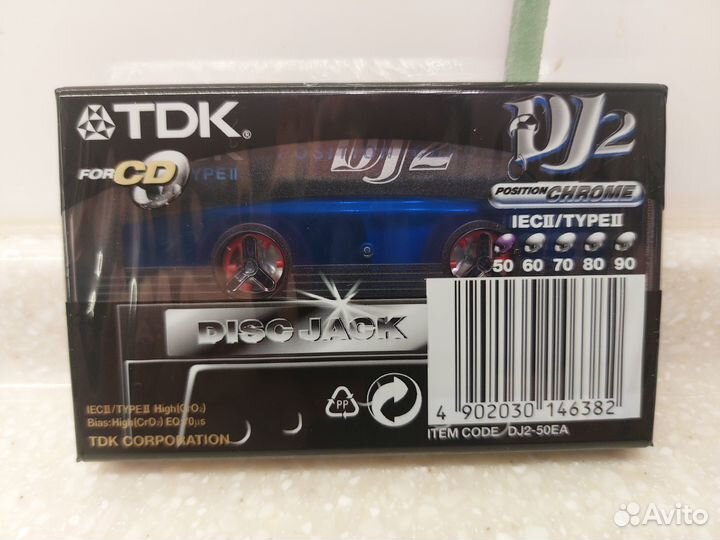 TDK®
DJ2
FOR CD TYPE II
DJ2
POSITION CHROME
IECII/TYPEII
50 60 70 80 90
DISC JACK
PP
IECII/TYPEII High(CrO₂)
Bias:High(CrO₂) EQ:70μs
TDK CORPORATION
4 902030 146382
ITEM CODE DJ2-50EA
Avito